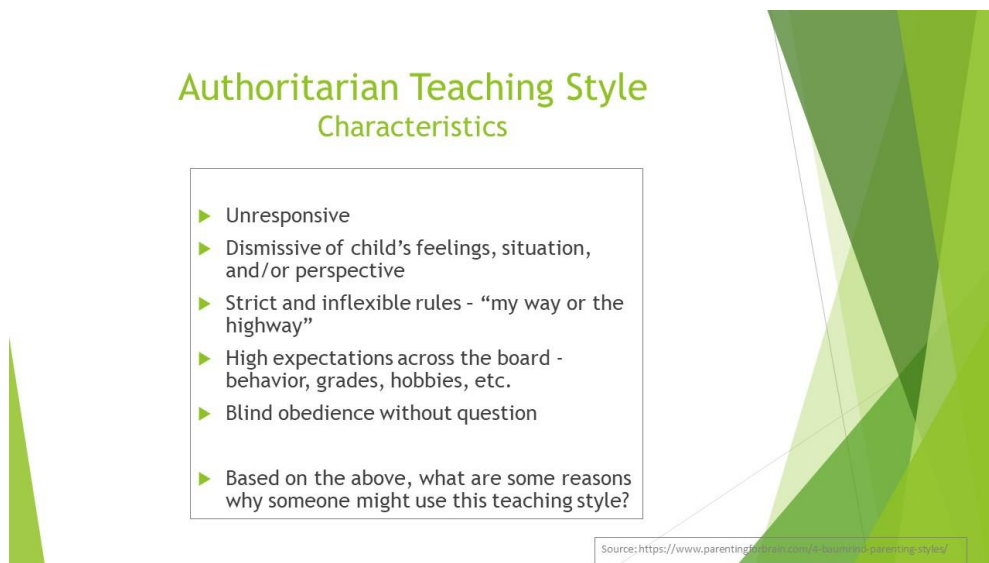 Authoritarian Teaching Style
Characteristics
Unresponsive
Dismissive of child’s feelings, situation,
and/or perspective
Strict and inflexible rules – “my way or the
highway”
High expectations across the board -
behavior, grades, hobbies, etc.
Blind obedience without question
Based on the above, what are some reasons
why someone might use this teaching style?
Source: https://www.parentingforbrain.com/4-baumrind-parenting-styles/